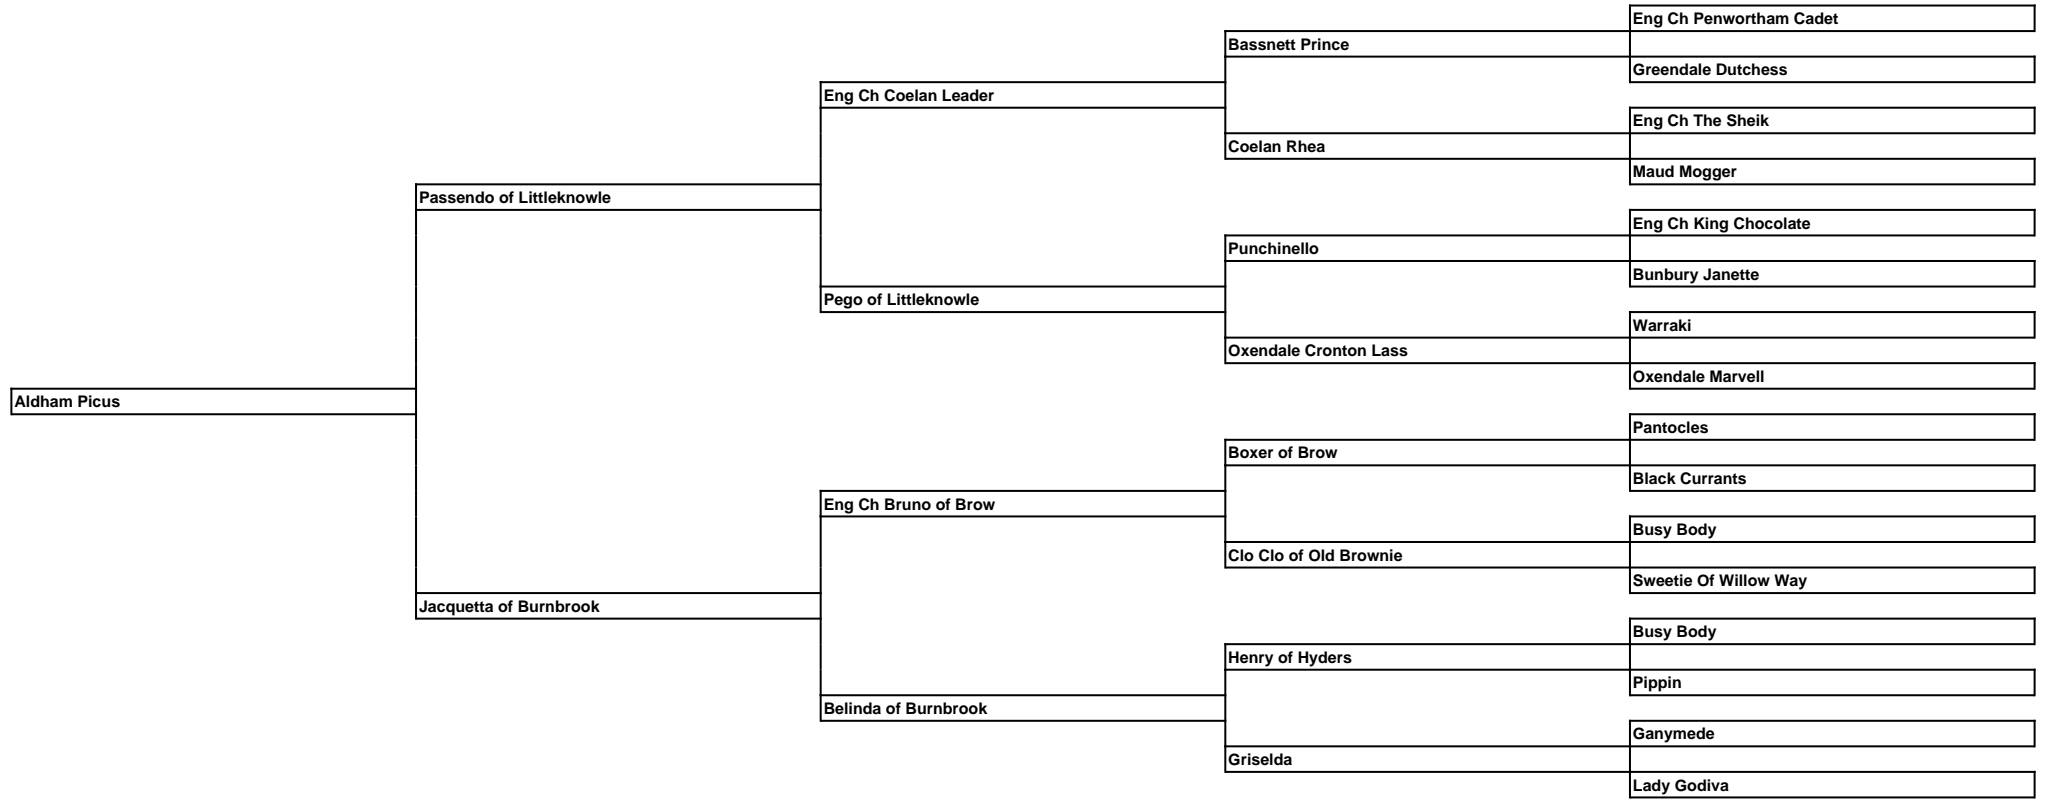 Eng Ch Penwortham Cadet
Bassnett Prince
Greendale Dutchess
Eng Ch Coelan Leader
Eng Ch The Sheik
Coelan Rhea
Maud Mogger
Passendo of Littleknowle
Eng Ch King Chocolate
Punchinello
Bunbury Janette
Pego of Littleknowle
Warraki
Oxendale Cronton Lass
Oxendale Marvell
Aldham Picus
Pantocles
Boxer of Brow
Black Currants
Eng Ch Bruno of Brow
Busy Body
Clo Clo of Old Brownie
Sweetie Of Willow Way
Jacquetta of Burnbrook
Busy Body
Henry of Hyders
Pippin
Belinda of Burnbrook
Ganymede
Griselda
Lady Godiva